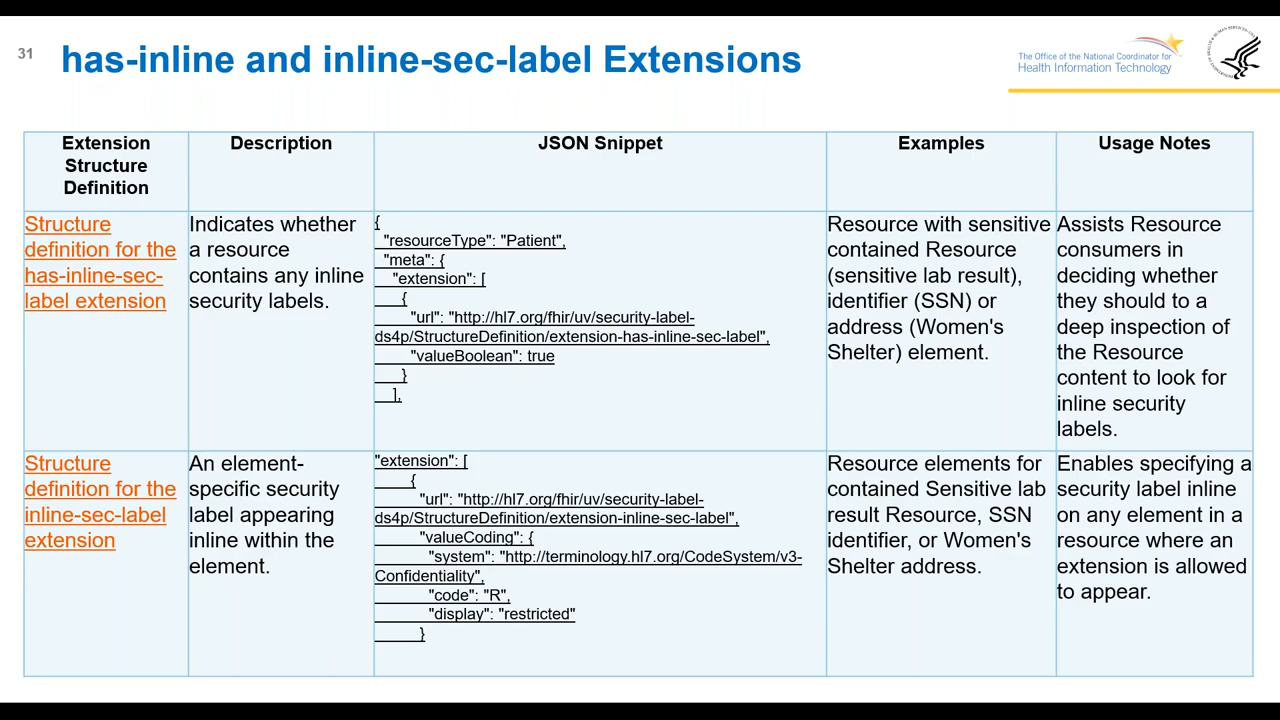 31
has-inline and inline-sec-label Extensions
The Office of the National Coordinator for
Health Information Technology
Extension
Structure
Definition
Description
JSON Snippet
Examples
Usage Notes
Structure
definition for the
has-inline-sec-
label extension
Indicates whether
a resource
contains any inline
security labels.
{
"resourceType": "Patient",
"meta": {
"extension": [
{
"url": "http://hl7.org/fhir/uv/security-label-
ds4p/StructureDefinition/extension-has-inline-sec-label",
"valueBoolean": true
}
],
Resource with sensitive
contained Resource
(sensitive lab result),
identifier (SSN) or
address (Women's
Shelter) element.
Assists Resource
consumers in
deciding whether
they should to a
deep inspection of
the Resource
content to look for
inline security
labels.
Structure
definition for the
inline-sec-label
extension
An element-
specific security
label appearing
inline within the
element.
"extension": [
{
"url": "http://hl7.org/fhir/uv/security-label-
ds4p/StructureDefinition/extension-inline-sec-label",
"valueCoding": {
"system": "http://terminology.hl7.org/CodeSystem/v3-
Confidentiality",
"code": "R",
"display": "restricted"
}
Resource elements for
contained Sensitive lab
result Resource, SSN
identifier, or Women's
Shelter address.
Enables specifying a
security label inline
on any element in a
resource where an
extension is allowed
to appear.